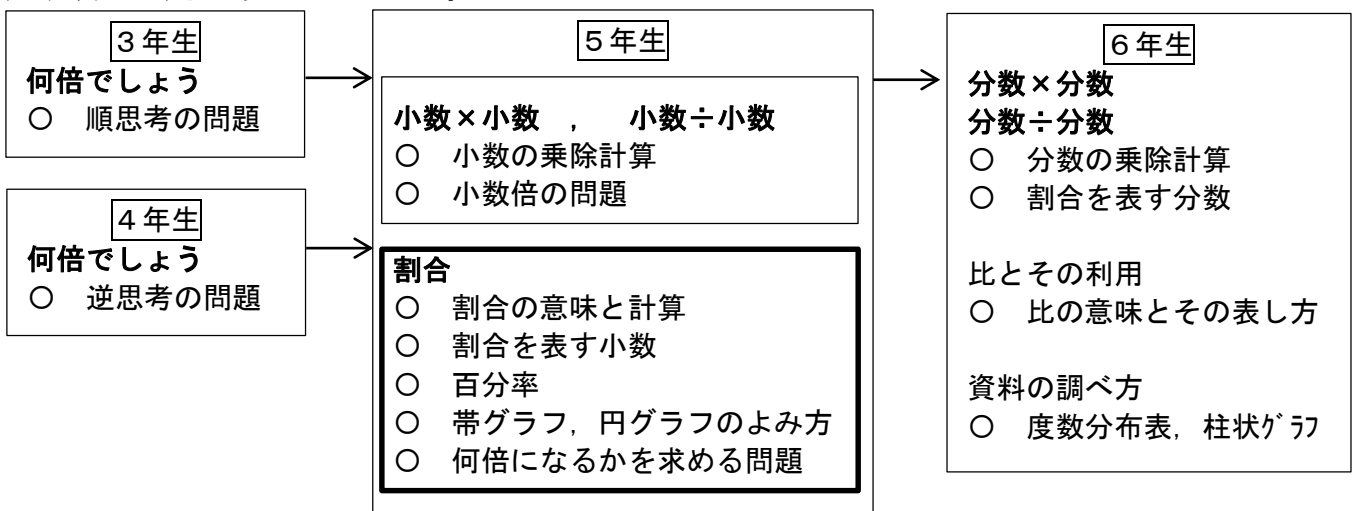 ３年生
何倍でしょう
○　順思考の問題
４年生
何倍でしょう
○　逆思考の問題
５年生
小数×小数　，　小数÷小数
○　小数の乗除計算
○　小数倍の問題
割合
○　割合の意味と計算
○　割合を表す小数
○　百分率
○　帯グラフ，円グラフのよみ方
○　何倍になるかを求める問題
６年生
分数×分数
分数÷分数
○　分数の乗除計算
○　割合を表す分数
比とその利用
○　比の意味とその表し方
資料の調べ方
○　度数分布表，柱状ｸﾞﾗﾌ